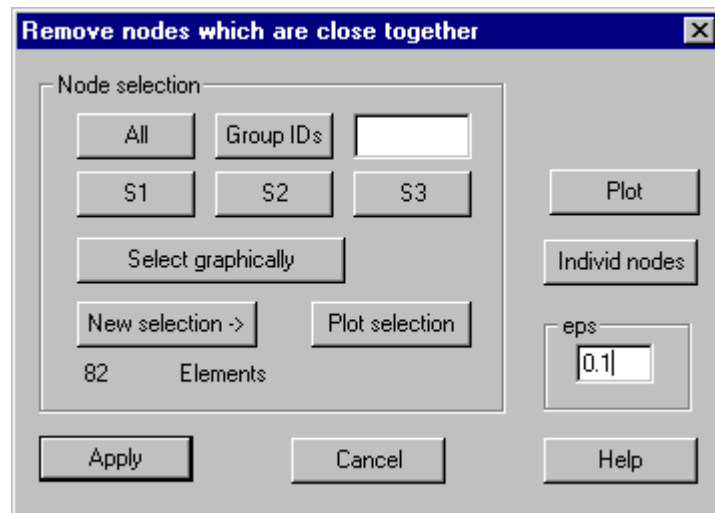 Remove nodes which are close together
Node selection
All Group IDs
S1 S2 S3
Plot
Select graphically
Individ nodes
New selection -> Plot selection
eps
0.1
82 Elements
Apply Cancel Help